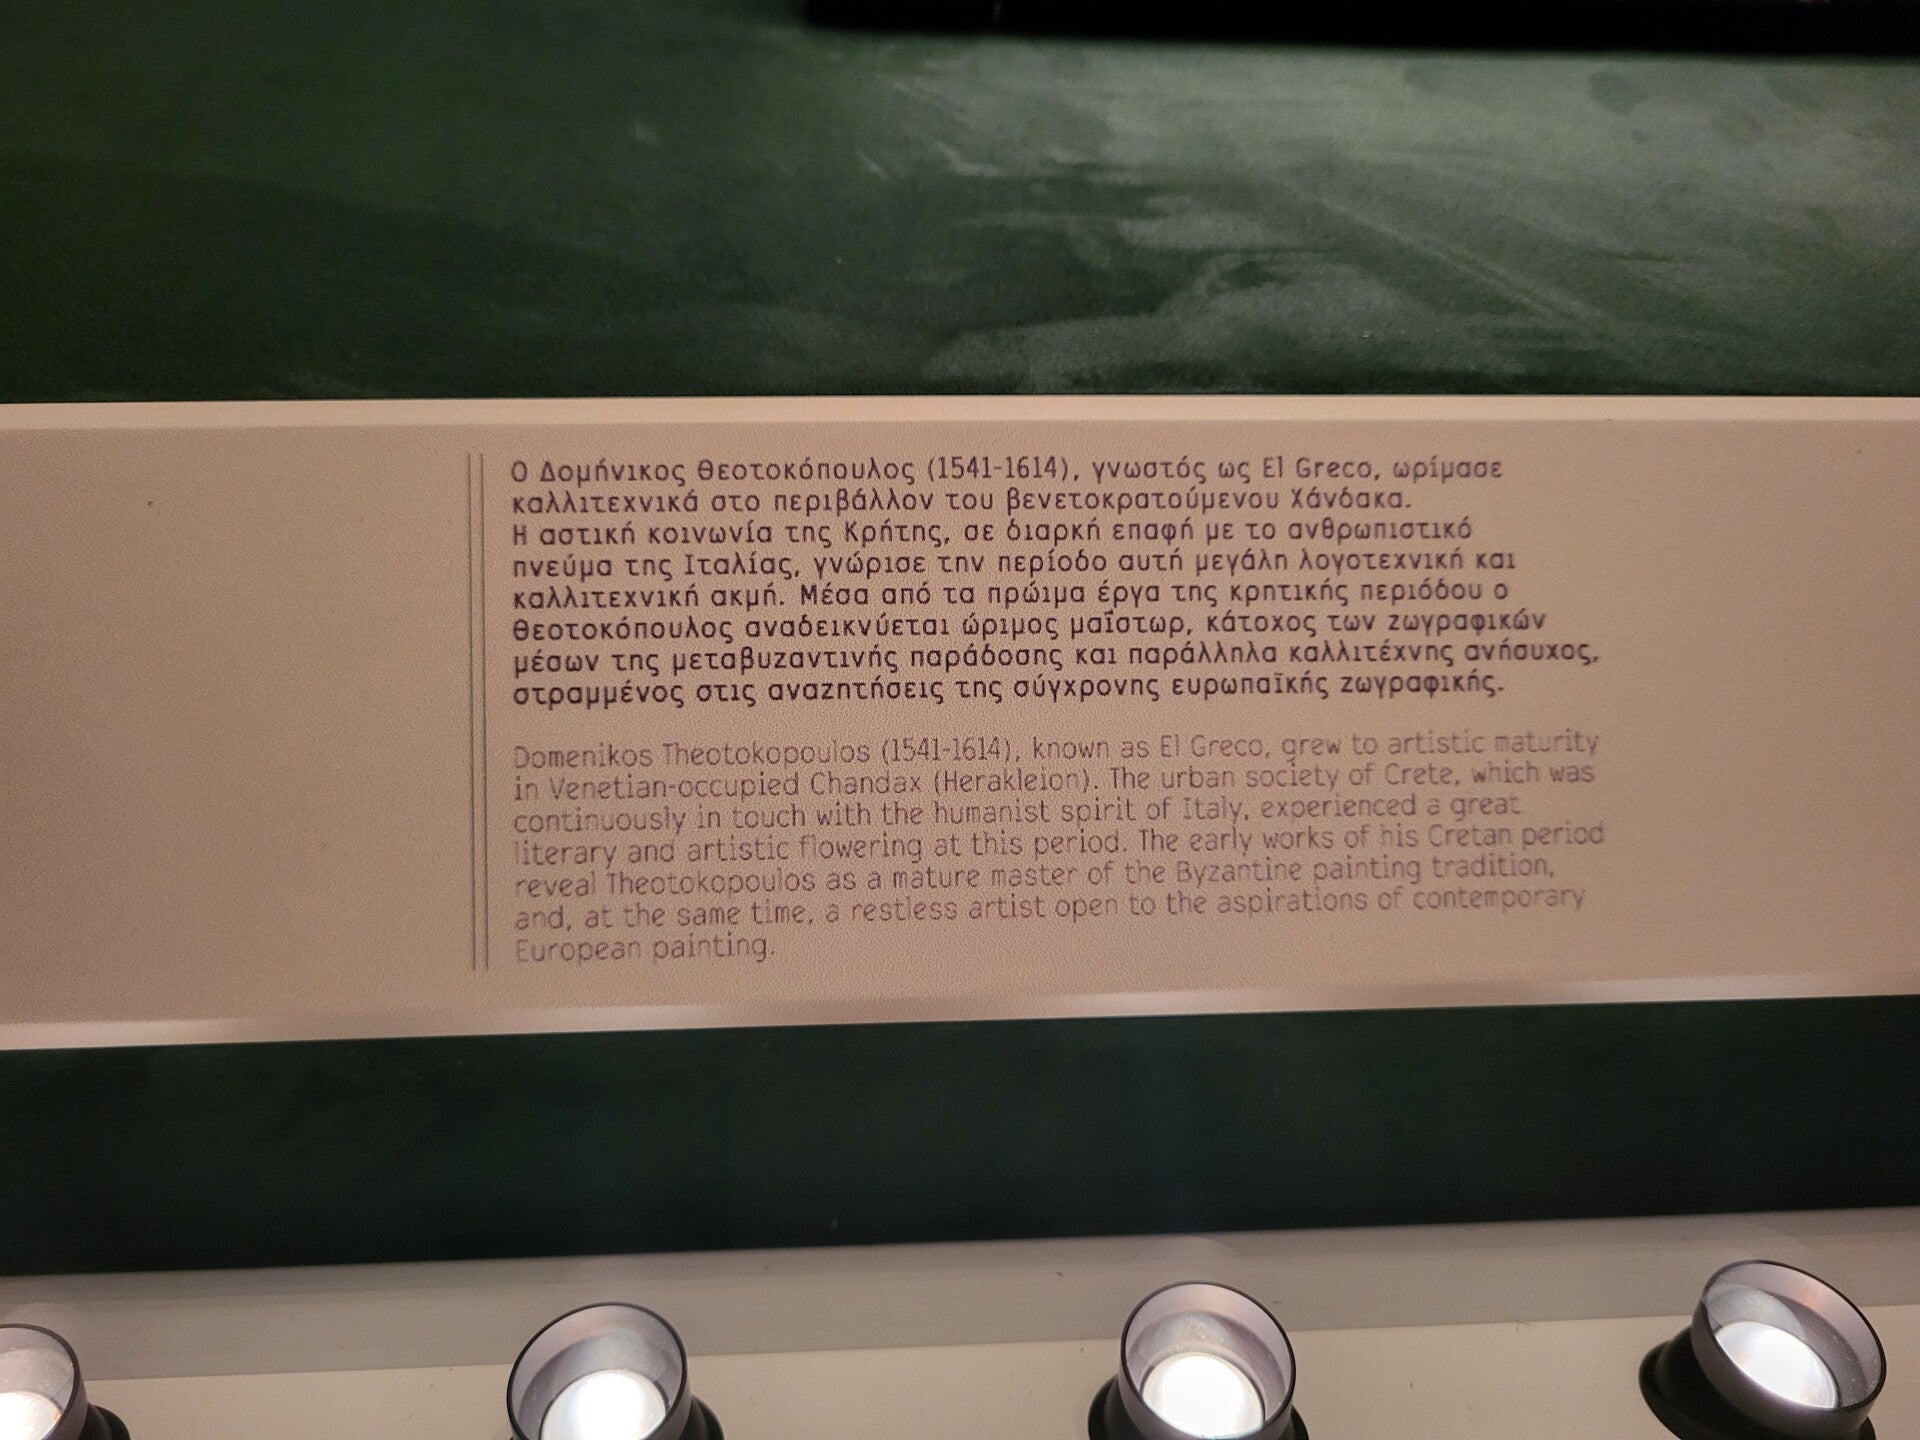 Ο Δομήνικος Θεοτοκόπουλος (1541-1614), γνωστός ως El Greco, ωρίμασε
καλλιτεχνικά στο περιβάλλον του βενετοκρατούμενου Χάνδακα.
Η αστική κοινωνία της Κρήτης, σε διαρκή επαφή με το ανθρωπιστικό
πνεύμα της Ιταλίας, γνώρισε την περίοδο αυτή μεγάλη λογοτεχνική και
καλλιτεχνική ακμή. Μέσα από τα πρώιμα έργα της κρητικής περιόδου ο
Θεοτοκόπουλος αναδεικνύεται ώριμος μαΐστωρ, κάτοχος των ζωγραφικών
μέσων της μεταβυζαντινής παράδοσης και παράλληλα καλλιτέχνης ανήσυχος,
στραμμένος στις αναζητήσεις της σύγχρονης ευρωπαϊκής ζωγραφικής.
Domenikos Theotokopoulos (1541-1614), known as El Greco, grew to artistic maturity
in Venetian-occupied Chandax (Herakleion). The urban society of Crete, which was
continuously in touch with the humanist spirit of Italy, experienced a great
literary and artistic flowering at this period. The early works of his Cretan period
reveal Theotokopoulos as a mature master of the Byzantine painting tradition,
and, at the same time, a restless artist open to the aspirations of contemporary
European painting.